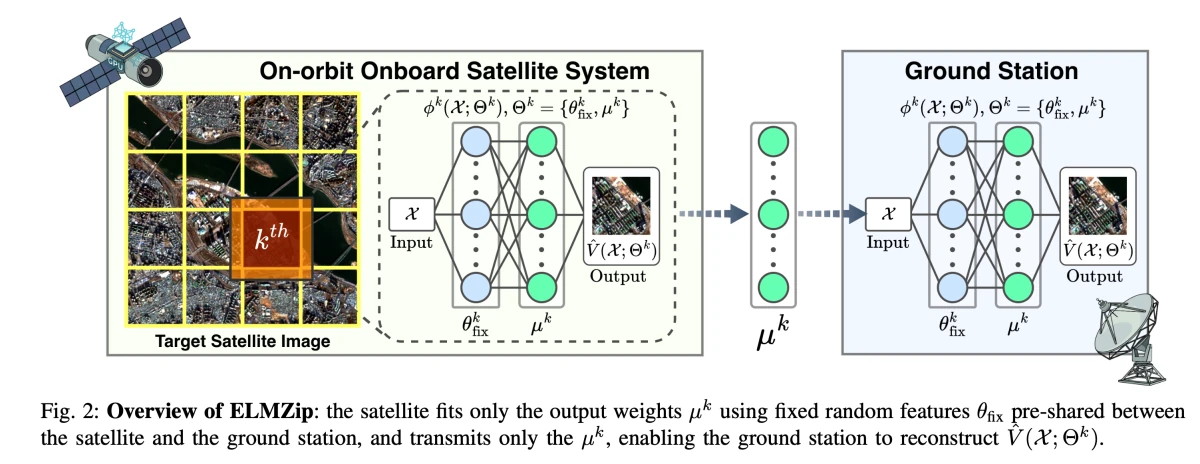 GPU
On-orbit Onboard Satellite System
ϕ^k(𝒳; Θ^k), Θ^k = {θ^k_fix, μ^k}
k^th
𝒳
Input
V̂(𝒳; Θ^k)
Output
θ^k_fix
μ^k
Target Satellite Image
μ^k
Ground Station
ϕ^k(𝒳; Θ^k), Θ^k = {θ^k_fix, μ^k}
𝒳
Input
V̂(𝒳; Θ^k)
Output
θ^k_fix
μ^k
Fig. 2: Overview of ELMZip: the satellite fits only the output weights μ^k using fixed random features θ_fix pre-shared between
the satellite and the ground station, and transmits only the μ^k, enabling the ground station to reconstruct V̂(𝒳; Θ^k).